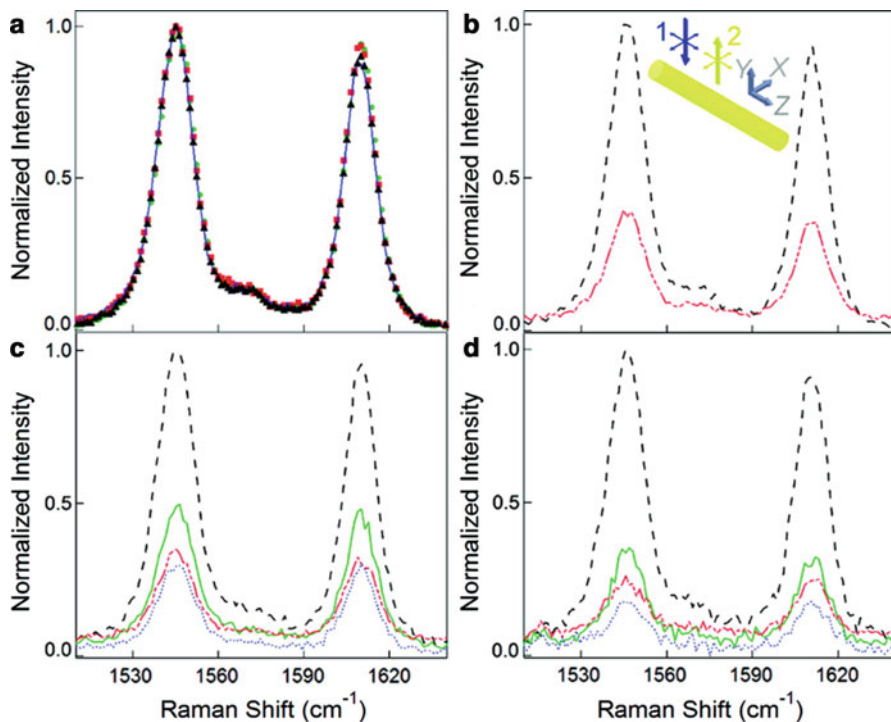 a
b
1.0
0.5
0.0
Normalized Intensity
1.0
0.5
0.0
Normalized Intensity
1
2
Y
X
Z
c
d
1.0
0.5
0.0
Normalized Intensity
1530
1560
1590
1620
Raman Shift (cm⁻¹)
1.0
0.5
0.0
Normalized Intensity
1530
1560
1590
1620
Raman Shift (cm⁻¹)